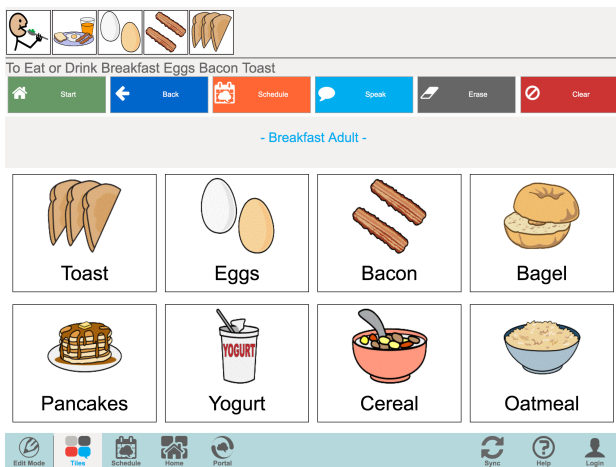 To Eat or Drink Breakfast Eggs Bacon Toast
Start Back Schedule Speak Erase Clear
- Breakfast Adult -
Toast Eggs Bacon Bagel
YOGURT
Pancakes Yogurt Cereal Oatmeal
Edit Mode Tiles Schedule Home Portal Sync Help Login